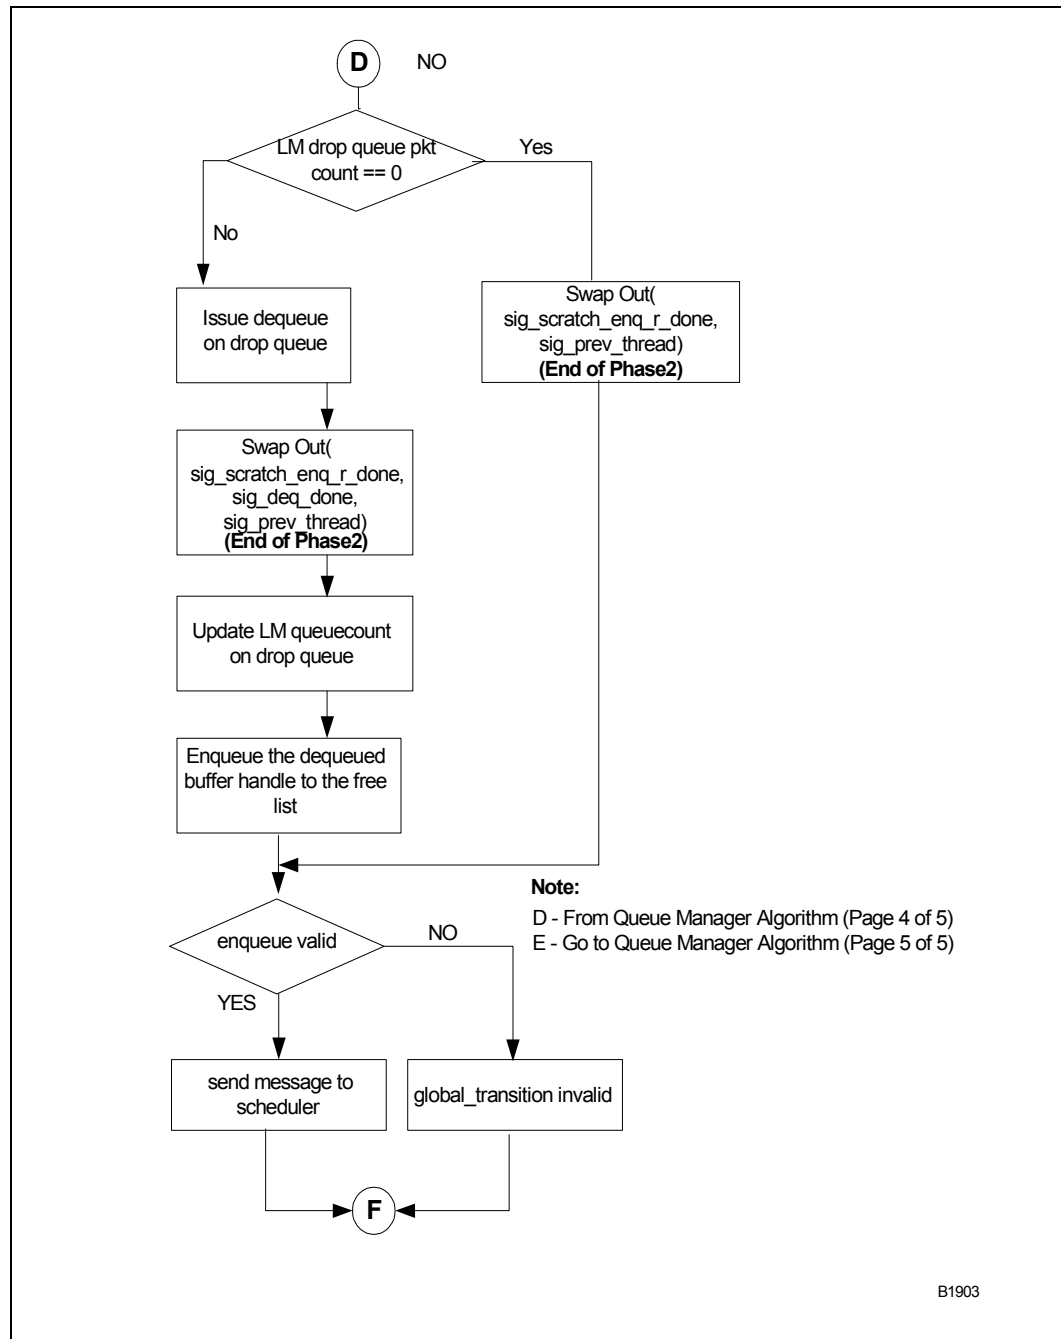 D
NO
LM drop queue pkt
count == 0
Yes
No
Issue dequeue
on drop queue
Swap Out(
sig_scratch_enq_r_done,
sig_prev_thread)
(End of Phase2)
Swap Out(
sig_scratch_enq_r_done,
sig_deq_done,
sig_prev_thread)
(End of Phase2)
Update LM queuecount
on drop queue
Enqueue the dequeued
buffer handle to the free
list
Note:
D - From Queue Manager Algorithm (Page 4 of 5)
E - Go to Queue Manager Algorithm (Page 5 of 5)
enqueue valid
NO
YES
send message to
scheduler
global_transition invalid
F
B1903